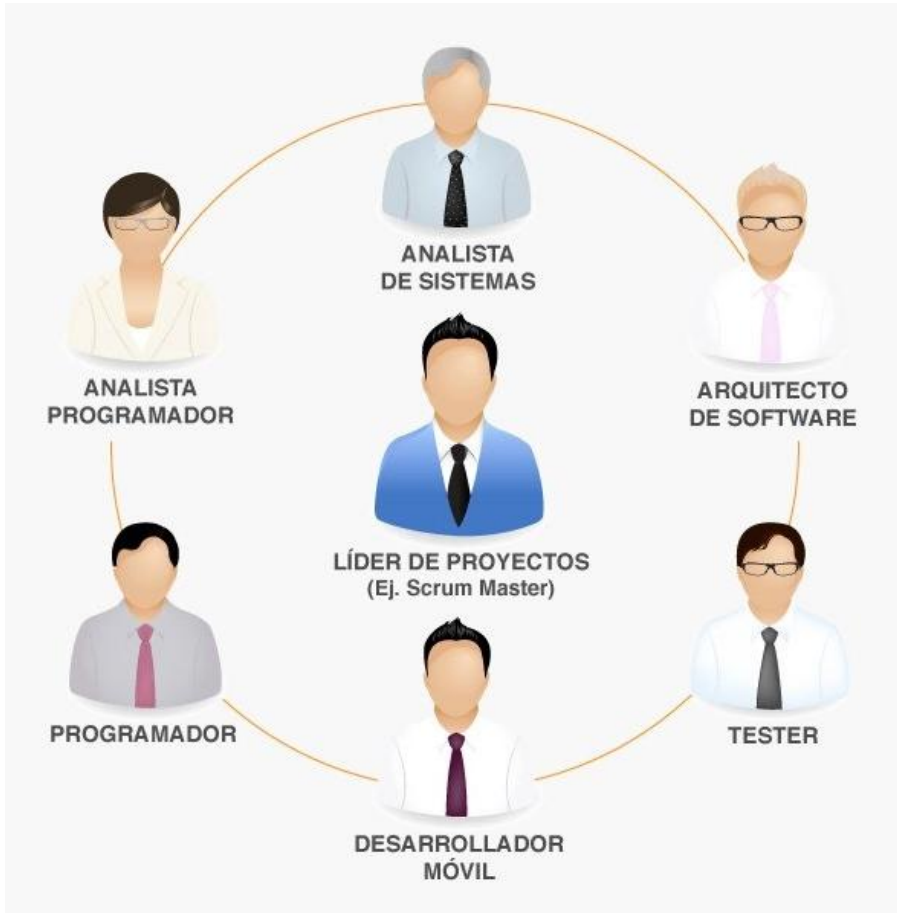 ANALISTA
DE SISTEMAS
ANALISTA
PROGRAMADOR
ARQUITECTO
DE SOFTWARE
LÍDER DE PROYECTOS
(Ej. Scrum Master)
PROGRAMADOR
TESTER
DESARROLLADOR
MÓVIL